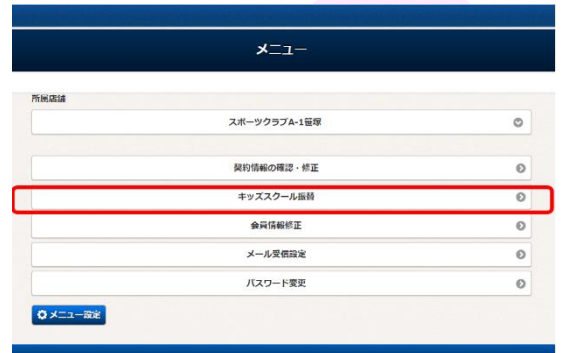 メニュー
所属店舗
スポーツクラブA-1笹塚
契約情報の確認・修正
キッズスクール振替
会員情報修正
メール受信設定
パスワード変更
メニュー設定